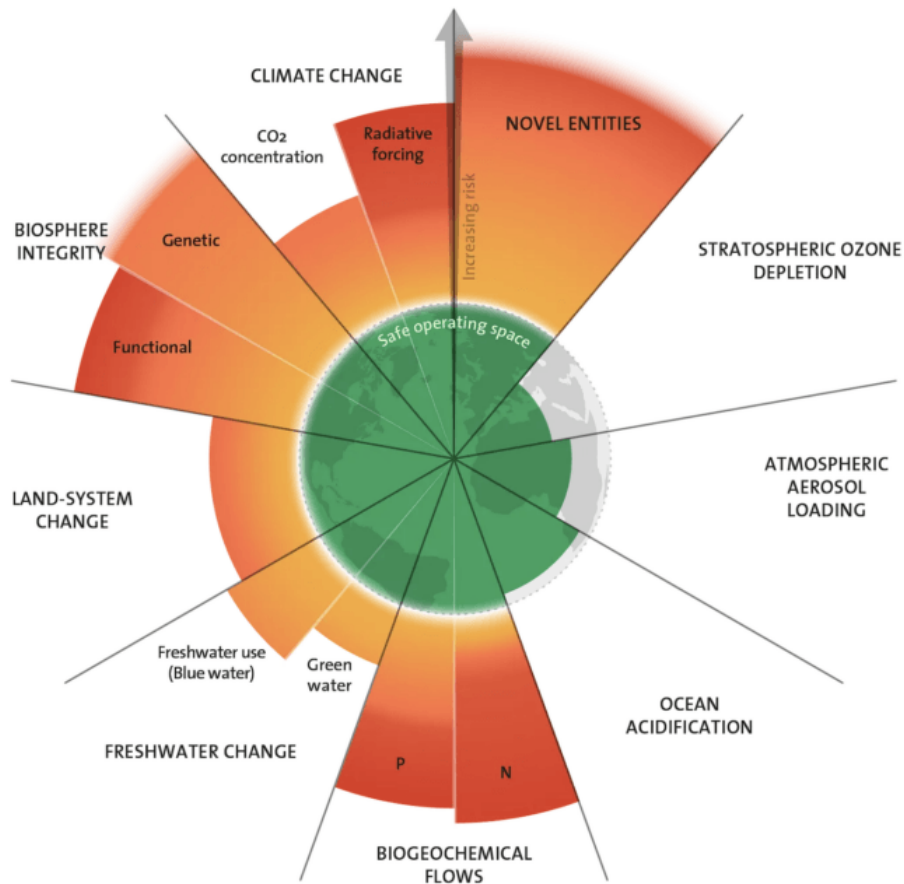 CLIMATE CHANGE
CO2
concentration
Radiative
forcing
Increasing risk
NOVEL ENTITIES
STRATOSPHERIC OZONE
DEPLETION
BIOSPHERE
INTEGRITY
Genetic
Functional
Safe operating space
ATMOSPHERIC
AEROSOL
LOADING
LAND-SYSTEM
CHANGE
Freshwater use
(Blue water)
Green
water
FRESHWATER CHANGE
OCEAN
ACIDIFICATION
P
N
BIOGEOCHEMICAL
FLOWS